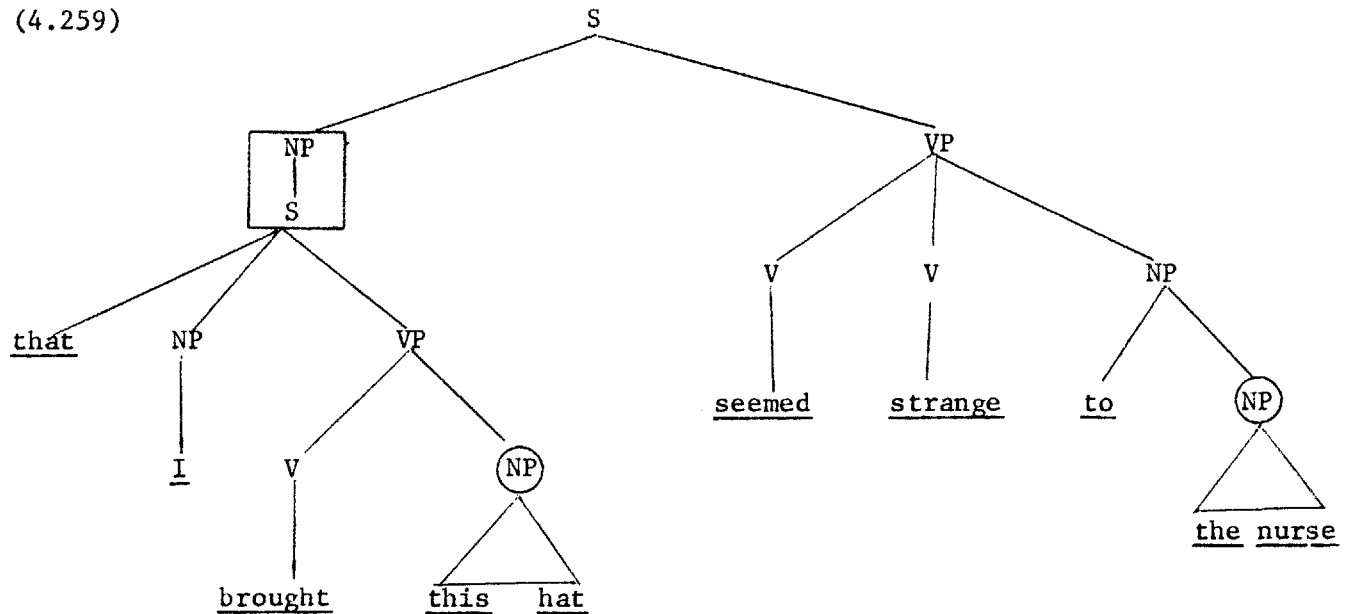 (4.259)
S
NP VP
S
V V NP
that NP VP
seemed strange to NP
I V NP
the nurse
brought this hat